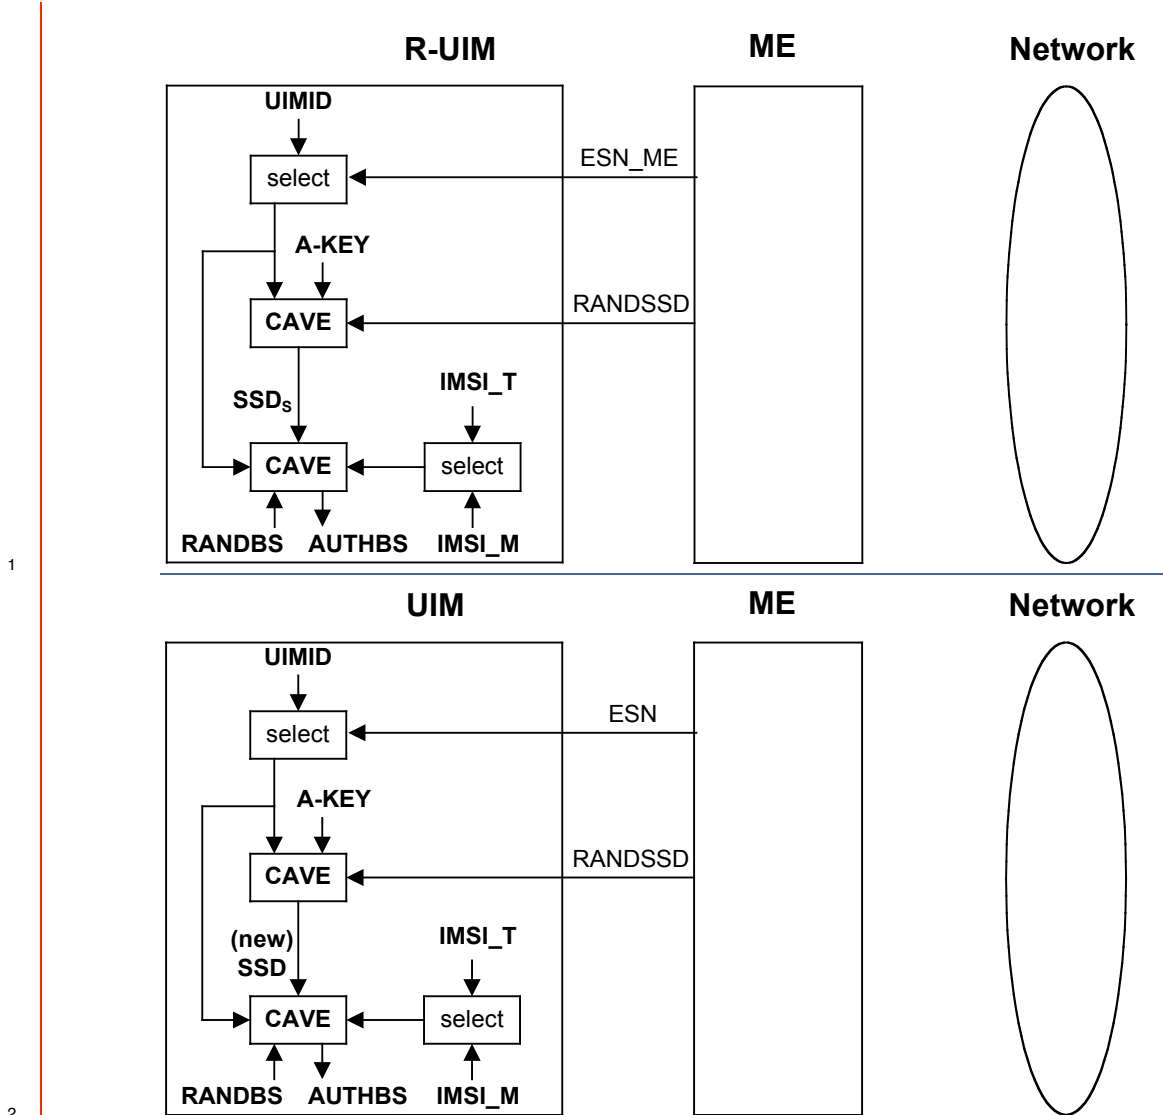 R-UIM ME Network
UIMID
ESN_ME
select
A-KEY
RANDSSD
CAVE
IMSI_T
SSDS
CAVE select
RANDBS AUTHBS IMSI_M
1
UIM ME Network
UIMID
ESN
select
A-KEY
RANDSSD
CAVE
(new) IMSI_T
SSD
CAVE select
RANDBS AUTHBS IMSI_M
2